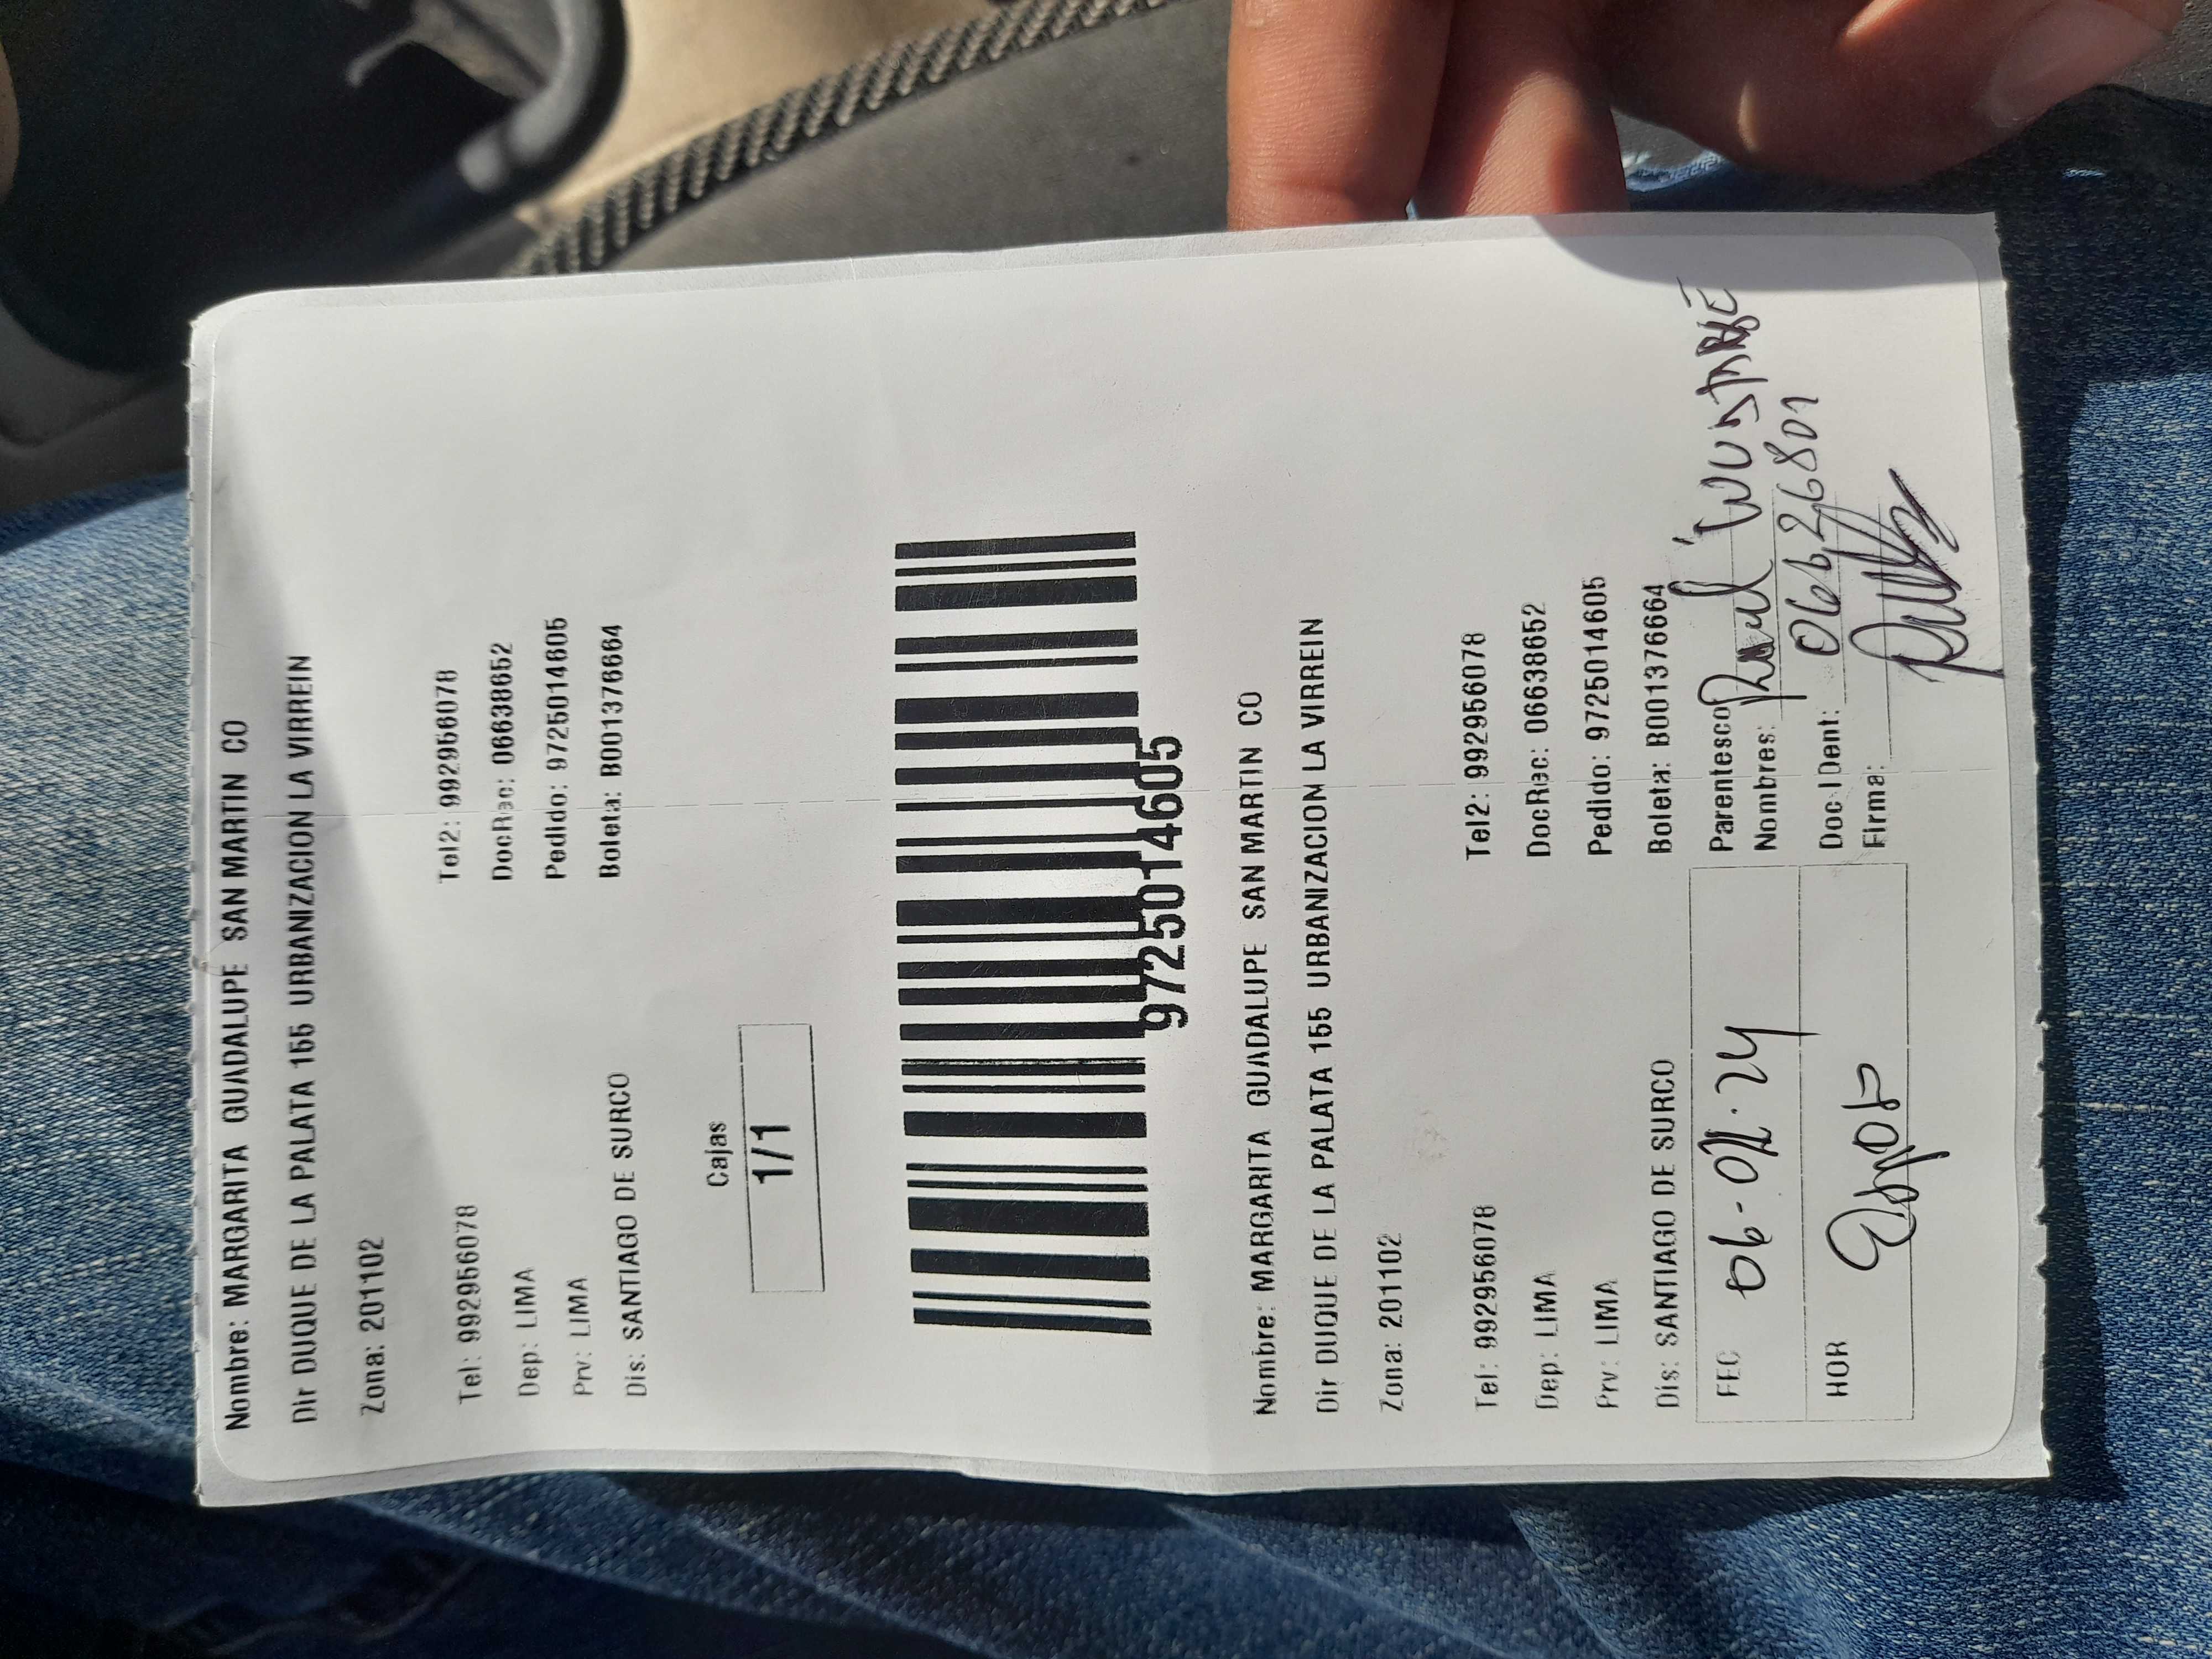 Nombre: MARGARITA GUADALUPE SAN MARTIN CO
Dir DUQUE DE LA PALATA 155 URBANIZACION LA VIRREIN
Zona: 201102
Tel: 992956078 Tel2: 992956078
Dep: LIMA DocRec: 06638652
Prv: LIMA Pedido: 9725014605
Dis: SANTIAGO DE SURCO Boleta: B001376664
Cajas
1/1
9725014605
Nombre: MARGARITA GUADALUPE SAN MARTIN CO
Dir DUQUE DE LA PALATA 155 URBANIZACION LA VIRREIN
Zona: 201102
Tel: 992956078 Tel2: 992956078
Dep: LIMA DocRec: 06638652
Prv: LIMA Pedido: 9725014605
Dis: SANTIAGO DE SURCO Boleta: B001376664
FEC 06-02-24 Parentesco
Nombres:
HOR Doc Ident: 06626801
Firma: